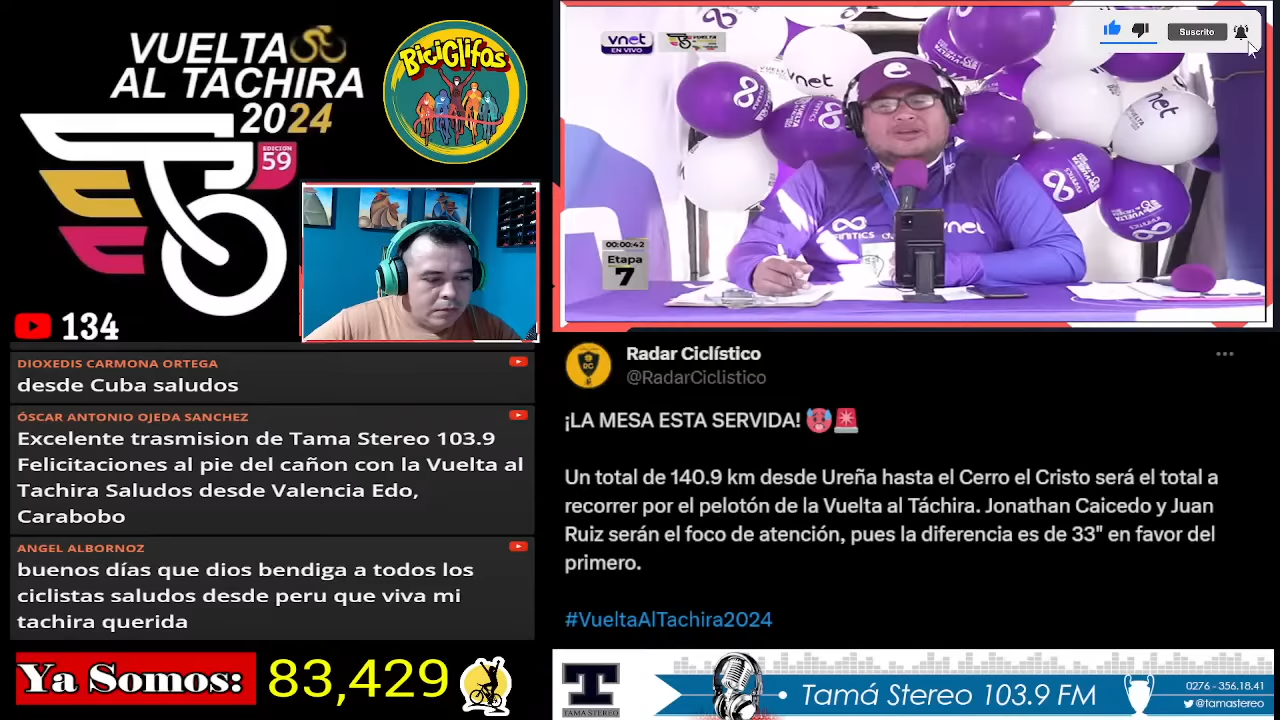 VUELTA
AL TACHIRA
2024
EDICION
59
BiciGlifos
134
DIOXEDIS CARMONA ORTEGA
desde Cuba saludos
ÓSCAR ANTONIO OJEDA SANCHEZ
Excelente trasmision de Tama Stereo 103.9
Felicitaciones al pie del cañon con la Vuelta al
Tachira Saludos desde Valencia Edo,
Carabobo
ANGEL ALBORNOZ
buenos días que dios bendiga a todos los
ciclistas saludos desde peru que viva mi
tachira querida
Ya Somos: 83,429
vnet
EN VIVO
Suscrito
vnet
vnet
e
vnet
00:00:42
Etapa
7
Radar Ciclístico
@RadarCiclistico
¡LA MESA ESTA SERVIDA!
Un total de 140.9 km desde Ureña hasta el Cerro el Cristo será el total a
recorrer por el pelotón de la Vuelta al Táchira. Jonathan Caicedo y Juan
Ruiz serán el foco de atención, pues la diferencia es de 33" en favor del
primero.
#VueltaAlTachira2024
T
TAMA STEREO
Tamá Stereo 103.9 FM
0276 - 356.18.41
@tamastereo